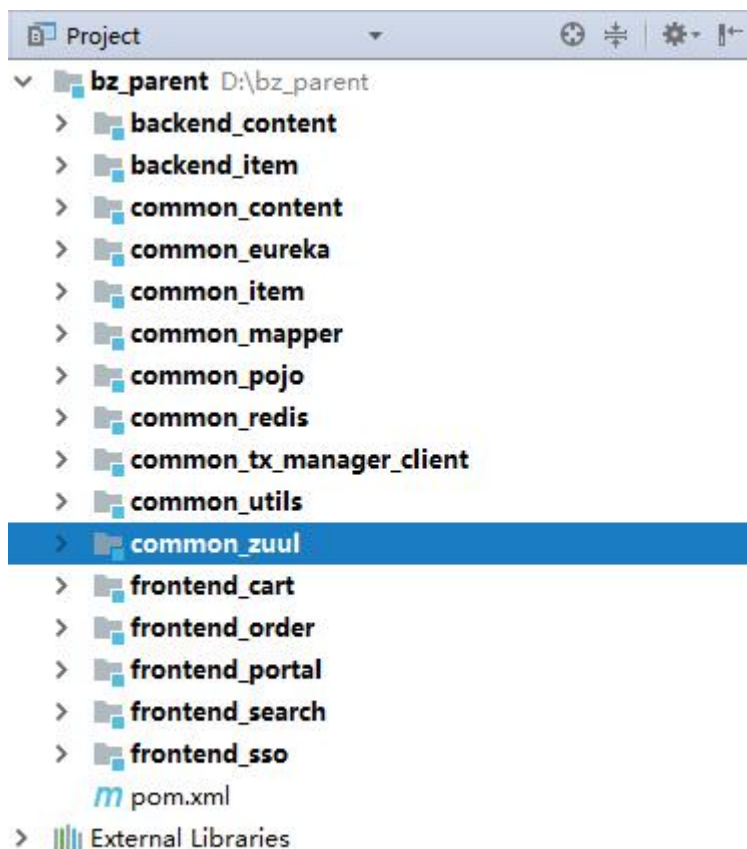 Project
bz_parent D:\bz_parent
backend_content
backend_item
common_content
common_eureka
common_item
common_mapper
common_pojo
common_redis
common_tx_manager_client
common_utils
common_zuul
frontend_cart
frontend_order
frontend_portal
frontend_search
frontend_sso
m pom.xml
External Libraries